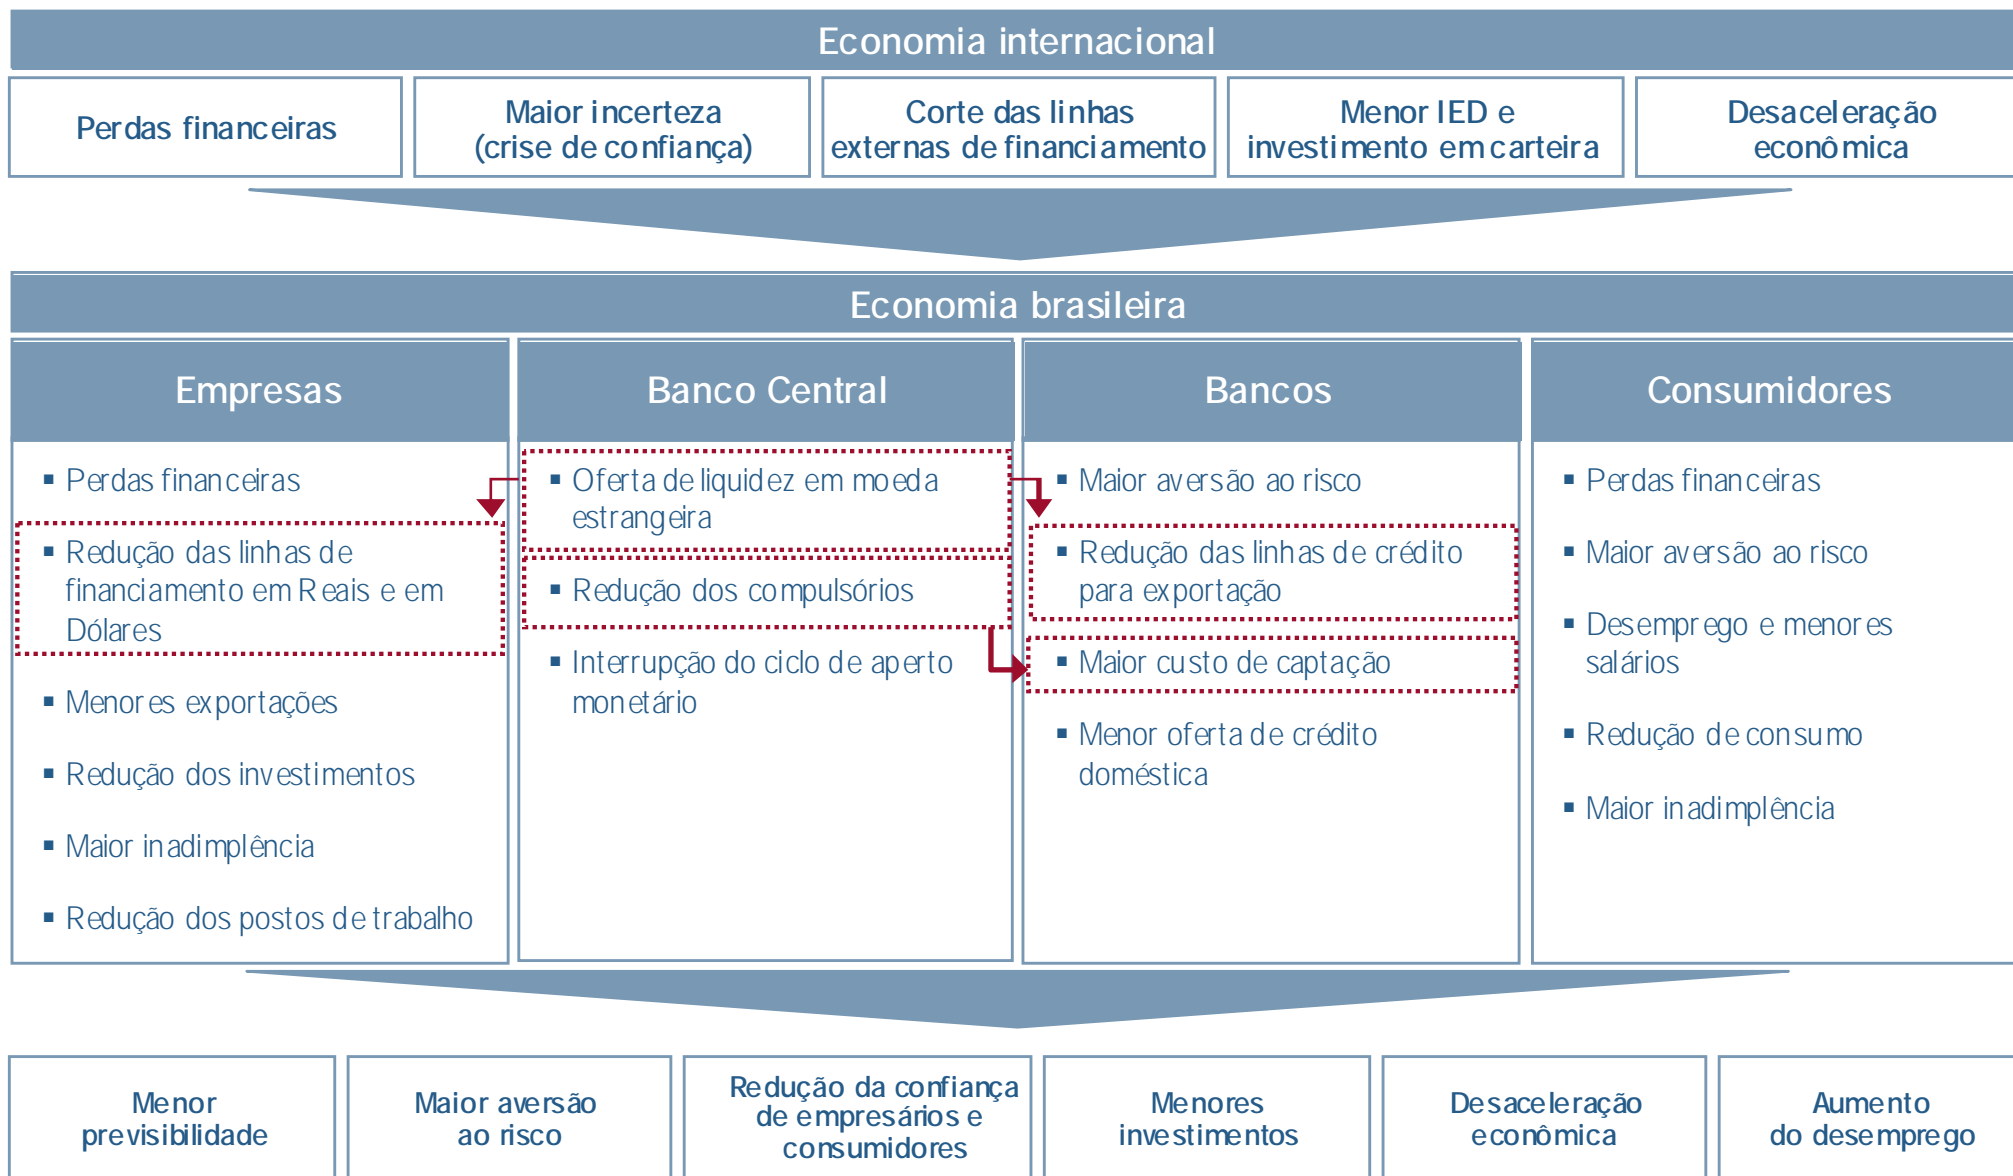 Economia internacional
Perdas financeiras
Maior incerteza
(crise de confiança)
Corte das linhas
externas de financiamento
Menor IED e
investimento em carteira
Desaceleração
econômica
Economia brasileira
Empresas
▪ Perdas financeiras
▪ Redução das linhas de
financiamento em Reais e em
Dólares
▪ Menores exportações
▪ Redução dos investimentos
▪ Maior inadimplência
▪ Redução dos postos de trabalho
Banco Central
▪ Oferta de liquidez em moeda
estrangeira
▪ Redução dos compulsórios
▪ Interrupção do ciclo de aperto
monetário
Bancos
▪ Maior aversão ao risco
▪ Redução das linhas de crédito
para exportação
▪ Maior custo de captação
▪ Menor oferta de crédito
doméstica
Consumidores
▪ Perdas financeiras
▪ Maior aversão ao risco
▪ Desemprego e menores
salários
▪ Redução de consumo
▪ Maior inadimplência
Menor
previsibilidade
Maior aversão
ao risco
Redução da confiança
de empresários e
consumidores
Menores
investimentos
Desaceleração
econômica
Aumento
do desemprego